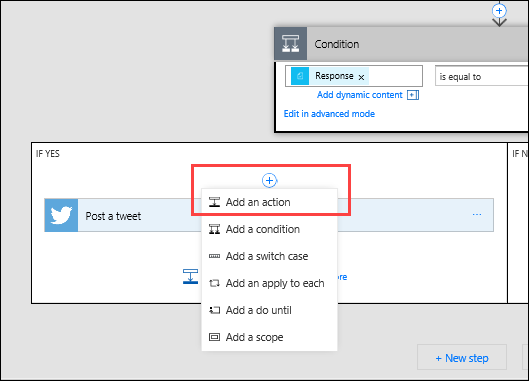 Condition
Response x
is equal to
Add dynamic content
Edit in advanced mode
IF YES
IF N
Add an action
Post a tweet
...
Add a condition
Add a switch case
Add an apply to each
ore
Add a do until
Add a scope
+ New step